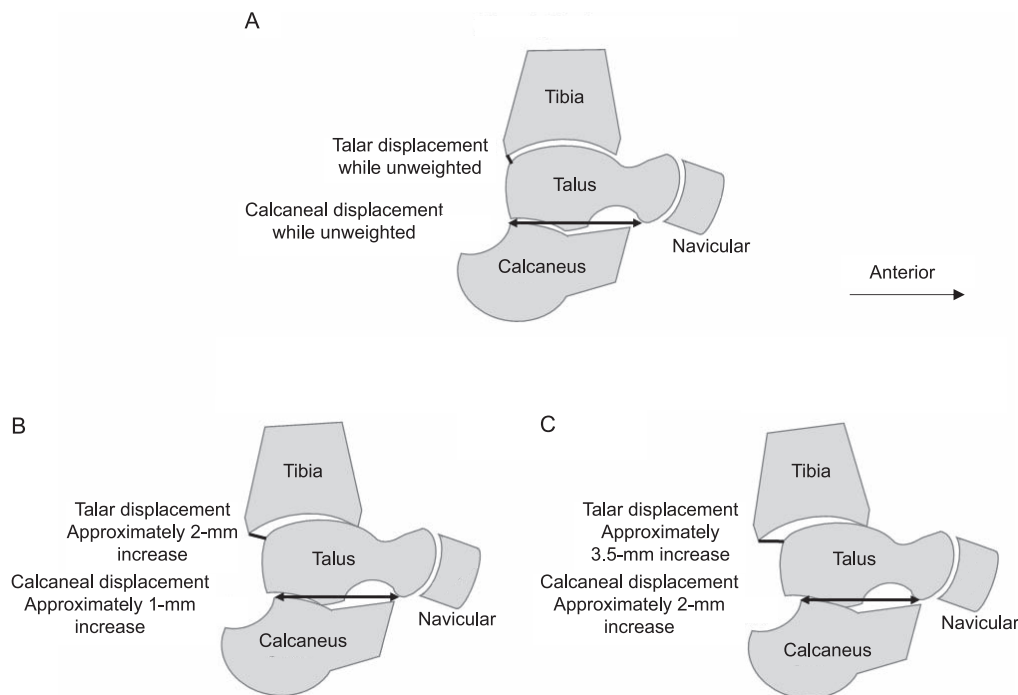 A
Tibia
Talar displacement
while unweighted
Talus
Calcaneal displacement
while unweighted
Navicular
Calcaneus
Anterior
B
Tibia
Talar displacement
Approximately 2-mm
increase
Talus
Calcaneal displacement
Approximately 1-mm
increase
Navicular
Calcaneus
C
Tibia
Talar displacement
Approximately
3.5-mm increase
Talus
Calcaneal displacement
Approximately 2-mm
increase
Navicular
Calcaneus